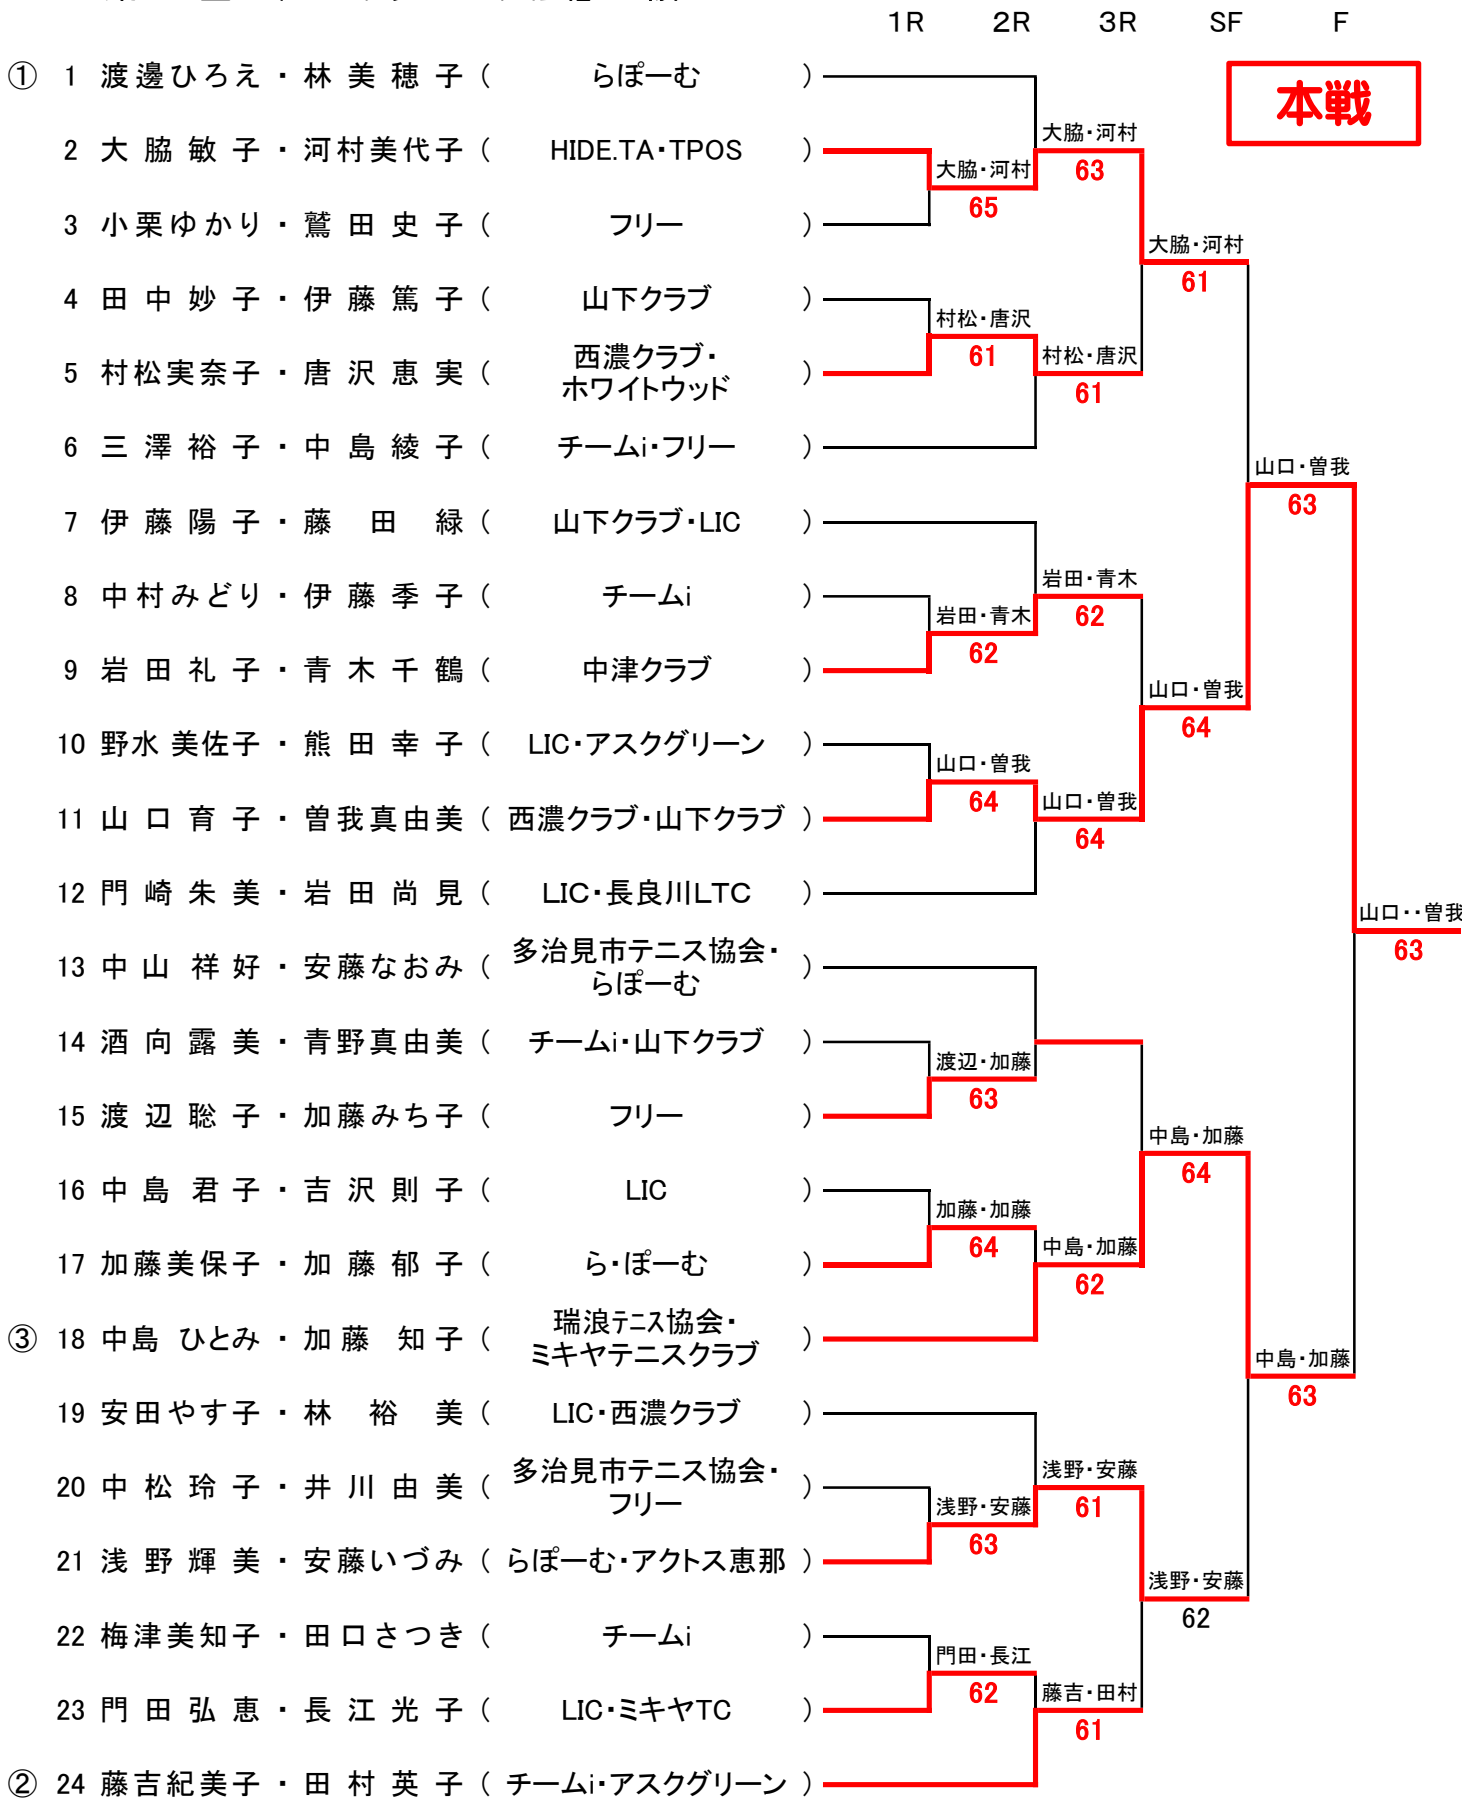 1R 2R 3R SF F
本戦
① 1 渡邊ひろえ・林美穂子 ( らぽーむ )
大脇・河村
2 大脇敏子・河村美代子 ( HIDE.TA・TPOS )
63
大脇・河村
65
3 小栗ゆかり・鷲田史子 ( フリー )
大脇・河村
61
4 田中妙子・伊藤篤子 ( 山下クラブ )
村松・唐沢
61
村松・唐沢
5 村松実奈子・唐沢恵実 ( 西濃クラブ・
ホワイトウッド )
61
6 三澤裕子・中島綾子 ( チームi・フリー )
山口・曽我
63
7 伊藤陽子・藤田緑 ( 山下クラブ・LIC )
岩田・青木
8 中村みどり・伊藤季子 ( チームi )
62
岩田・青木
62
9 岩田礼子・青木千鶴 ( 中津クラブ )
山口・曽我
64
10 野水 美佐子・熊田幸子 ( LIC・アスクグリーン )
山口・曽我
64
山口・曽我
11 山口育子・曽我真由美 ( 西濃クラブ・山下クラブ )
64
12 門崎朱美・岩田尚見 ( LIC・長良川LTC )
山口・・曽我
63
13 中山祥好・安藤なおみ ( 多治見市テニス協会・
らぽーむ )
14 酒向露美・青野真由美 ( チームi・山下クラブ )
渡辺・加藤
63
15 渡辺聡子・加藤みち子 ( フリー )
中島・加藤
64
16 中島君子・吉沢則子 ( LIC )
加藤・加藤
64
中島・加藤
17 加藤美保子・加藤郁子 ( ら・ぽーむ )
62
③ 18 中島 ひとみ・加藤 知子 ( 瑞浪テニス協会・
ミキヤテニスクラブ )
中島・加藤
63
19 安田やす子・林裕美 ( LIC・西濃クラブ )
浅野・安藤
20 中松玲子・井川由美 ( 多治見市テニス協会・
フリー )
61
浅野・安藤
63
21 浅野輝美・安藤いづみ ( らぽーむ・アクトス恵那 )
浅野・安藤
62
22 梅津美知子・田口さつき ( チームi )
門田・長江
62
藤吉・田村
23 門田弘恵・長江光子 ( LIC・ミキヤTC )
61
② 24 藤吉紀美子・田村英子 ( チームi・アスクグリーン )